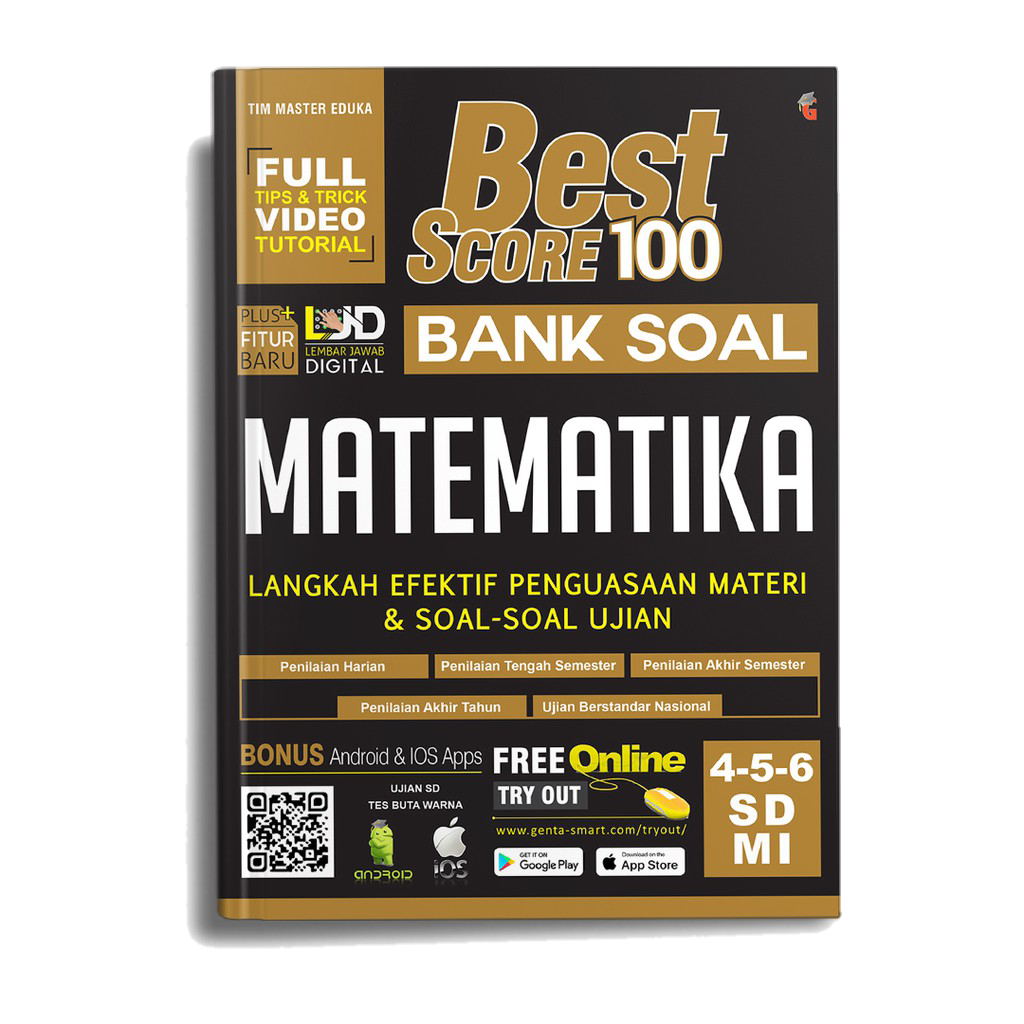 TIM MASTER EDUKA
FULL
TIPS & TRICK
VIDEO
TUTORIAL
Best
SCORE 100
G
PLUS+
FITUR
BARU
LJD
LEMBAR JAWAB
DIGITAL
BANK SOAL
MATEMATIKA
LANGKAH EFEKTIF PENGUASAAN MATERI
& SOAL-SOAL UJIAN
Penilaian Harian
Penilaian Tengah Semester
Penilaian Akhir Semester
Penilaian Akhir Tahun
Ujian Berstandar Nasional
BONUS Android & IOS Apps
UJIAN SD
TES BUTA WARNA
ANDROID
iOS
FREE Online
TRY OUT
www.genta-smart.com/tryout/
GET IT ON
Google Play
Download on the
App Store
4-5-6
SD
MI